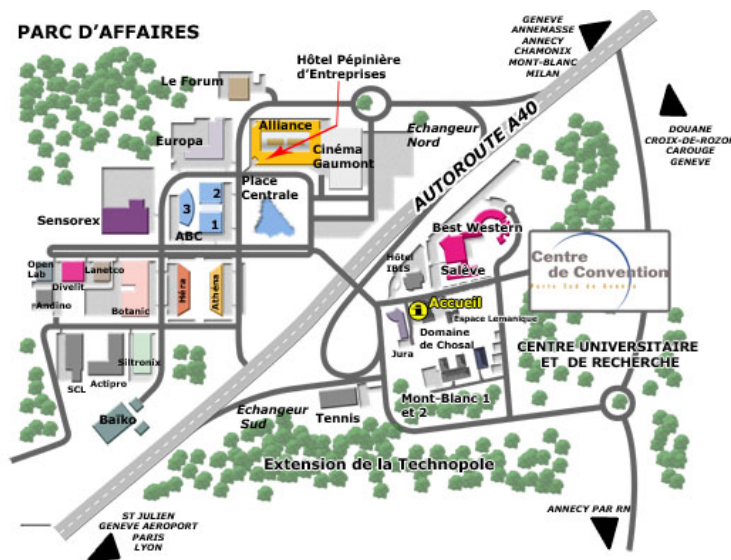 PARC D'AFFAIRES
GENEVE
ANNEMASSE
ANNECY
CHAMONIX
MONT-BLANC
MILAN
Hôtel Pépinière
d'Entreprises
Le Forum
DOUANE
CROIX-DE-ROZON
CAROUGE
GENEVE
Alliance
Echangeur
Nord
Europa
Cinéma
Gaumont
AUTOROUTE A40
Place
Centrale
2
3
1
ABC
Sensorex
Best Western
Hôtel
IBIS
Salève
Centre
de Convention
Porte Sud de Genève
Open
Lab
Divelit
Lanetco
Andino
Botanic
Héra
Athéna
Accueil
Espace Lemanique
Jura
Domaine
de Chosal
CENTRE UNIVERSITAIRE
ET DE RECHERCHE
SCL
Actipro
Siltronix
Baïko
Echangeur
Sud
Tennis
Mont-Blanc 1
et 2
Extension de la Technopole
ST JULIEN
GENEVE AEROPORT
PARIS
LYON
ANNECY PAR RN